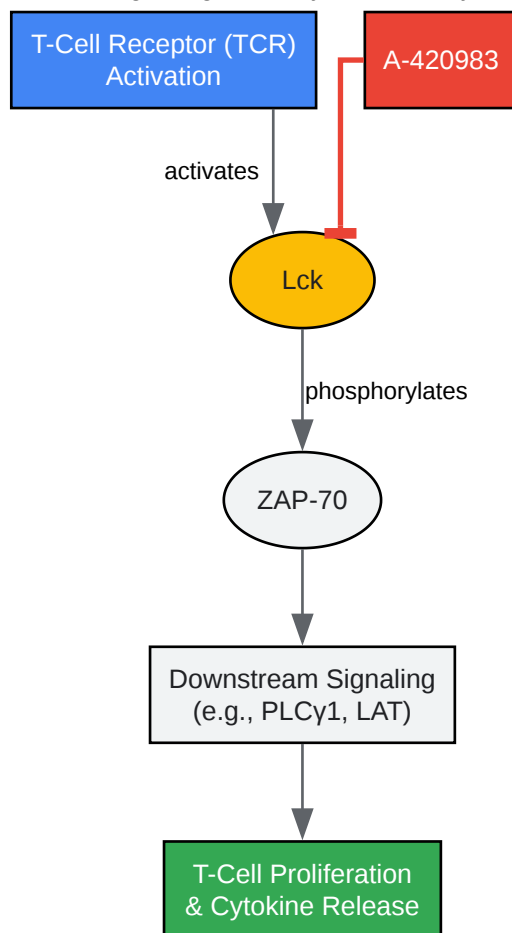 T-Cell Receptor (TCR)
Activation
A-420983
activates
Lck
phosphorylates
ZAP-70
Downstream Signaling
(e.g., PLCγ1, LAT)
T-Cell Proliferation
& Cytokine Release